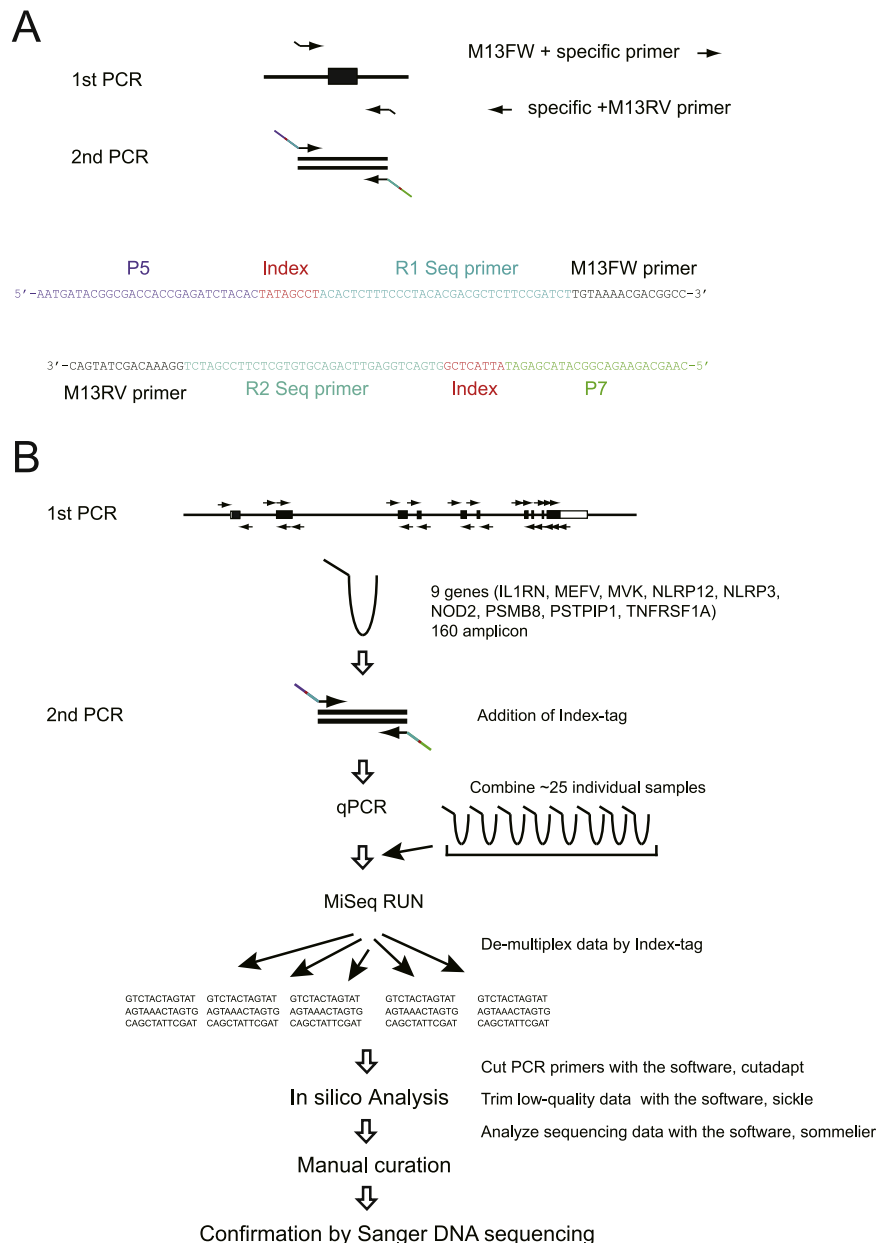 A
M13FW + specific primer
1st PCR
specific +M13RV primer
2nd PCR
P5 Index R1 Seq primer M13FW primer
5’-AATGATACGGCGACCACCGAGATCTACACTATAGCCTACACTCTTTCCCTACACGACGCTCTTCCGATCTTGTAAAACGACGGCC-3’
3’-CAGTATCGACAAAGGTCTAGCCTTCTCGTGTGCAGACTTGAGGTCAGTGGCTCATTATAGAGCATACGGCAGAAGACGAAC-5’
M13RV primer R2 Seq primer Index P7
B
1st PCR
9 genes (IL1RN, MEFV, MVK, NLRP12, NLRP3,
NOD2, PSMB8, PSTPIP1, TNFRSF1A)
160 amplicon
2nd PCR
Addition of Index-tag
Combine ~25 individual samples
qPCR
MiSeq RUN
De-multiplex data by Index-tag
GTCTACTAGTAT GTCTACTAGTAT GTCTACTAGTAT GTCTACTAGTAT GTCTACTAGTAT
AGTAAACTAGTG AGTAAACTAGTG AGTAAACTAGTG AGTAAACTAGTG AGTAAACTAGTG
CAGCTATTCGAT CAGCTATTCGAT CAGCTATTCGAT CAGCTATTCGAT CAGCTATTCGAT
Cut PCR primers with the software, cutadapt
In silico Analysis
Trim low-quality data with the software, sickle
Analyze sequencing data with the software, sommelier
Manual curation
Confirmation by Sanger DNA sequencing